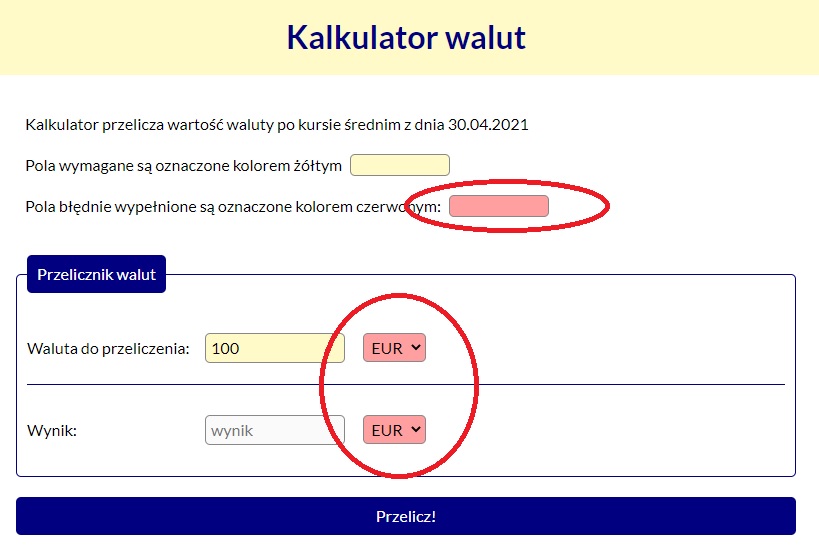 Kalkulator walut
Kalkulator przelicza wartość waluty po kursie średnim z dnia 30.04.2021
Pola wymagane są oznaczone kolorem żółtym
Pola błędnie wypełnione są oznaczone kolorem czerwonym:
Przelicznik walut
Waluta do przeliczenia: 100 EUR
Wynik: wynik EUR
Przelicz!